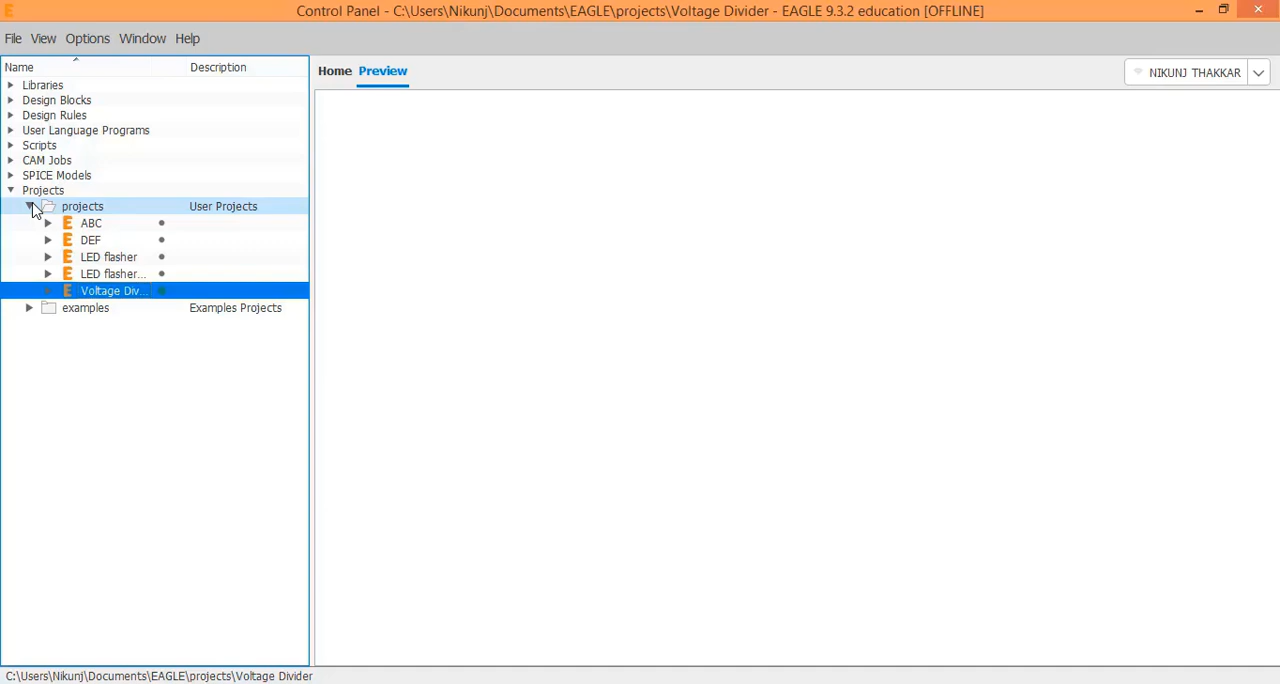 Control Panel - C:\Users\Nikunj\Documents\EAGLE\projects\Voltage Divider - EAGLE 9.3.2 education [OFFLINE]
File View Options Window Help
Name Description
Home Preview
NIKUNJ THAKKAR
Libraries
Design Blocks
Design Rules
User Language Programs
Scripts
CAM Jobs
SPICE Models
Projects
projects User Projects
ABC
DEF
LED flasher
LED flasher...
Voltage Div...
examples Examples Projects
C:\Users\Nikunj\Documents\EAGLE\projects\Voltage Divider